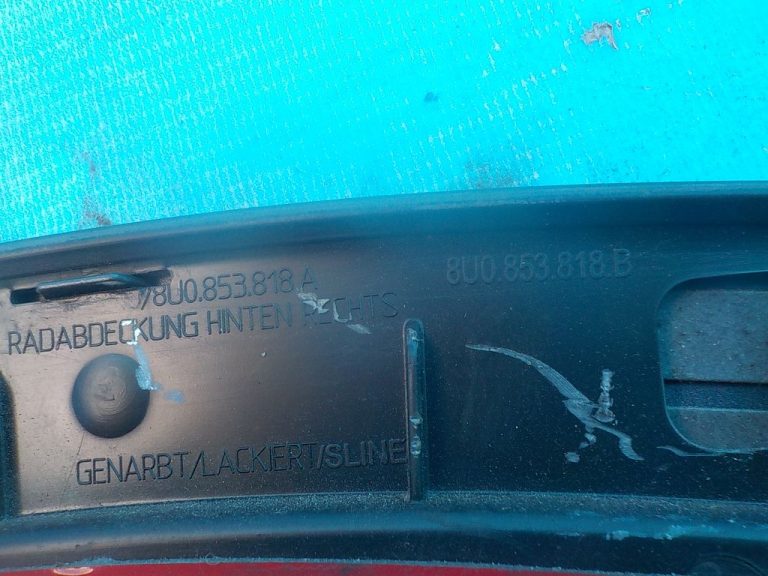 /8U0.853.818.A
8U0.853.818.B
RADABDECKUNG HINTEN RECHTS
GENARBT/LACKIERT/SLINE